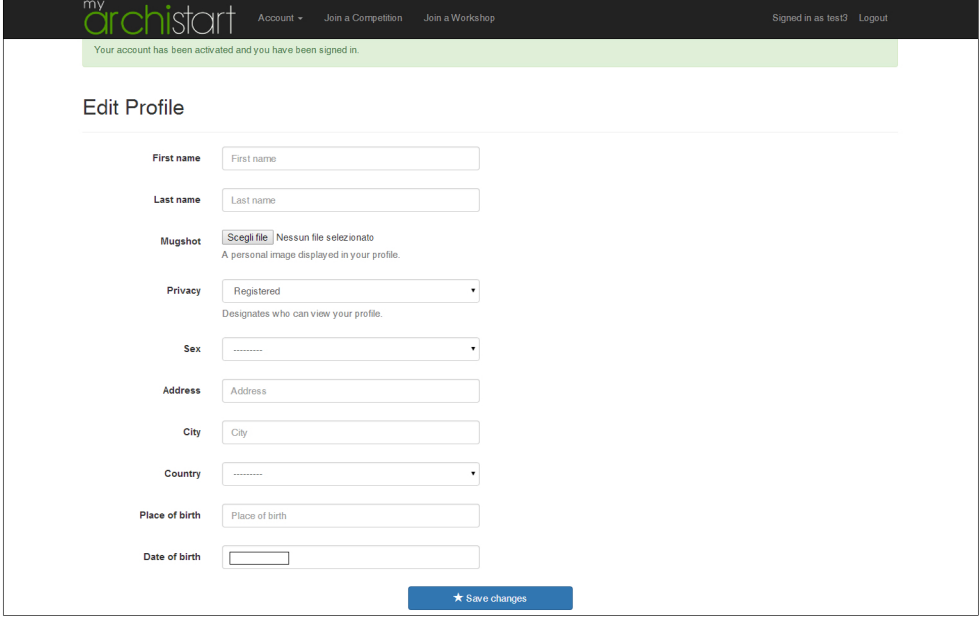 my
archistart Account Join a Competition Join a Workshop Signed in as test3 Logout
Your account has been activated and you have been signed in.
Edit Profile
First name First name
Last name Last name
Mugshot Scegli file Nessun file selezionato
A personal image displayed in your profile.
Privacy Registered
Designates who can view your profile.
Sex ---------
Address Address
City City
Country ---------
Place of birth Place of birth
Date of birth
Save changes